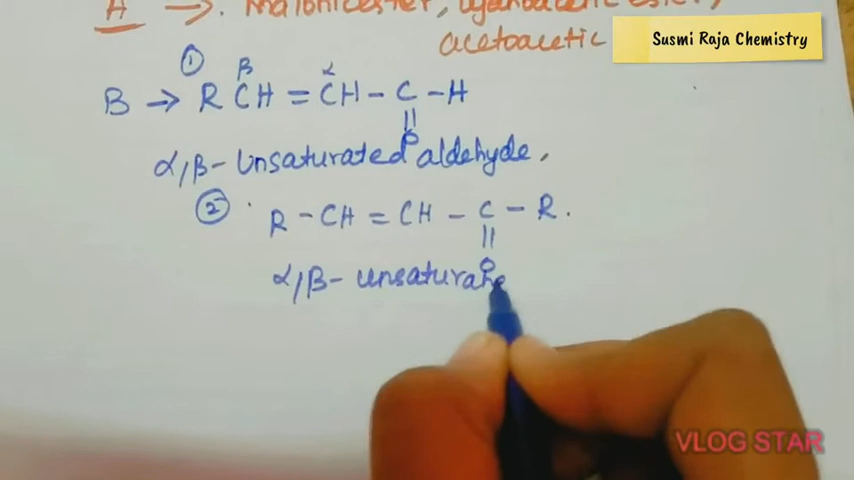 A → . Malonic ester, cyanoacetic ester,
acetoacetic
Susmi Raja Chemistry
①
β α
B → R CH = CH - C - H
||
O
α,β- Unsaturated aldehyde,
② R - CH = CH - C - R.
||
O
α,β- unsaturate
VLOG STAR